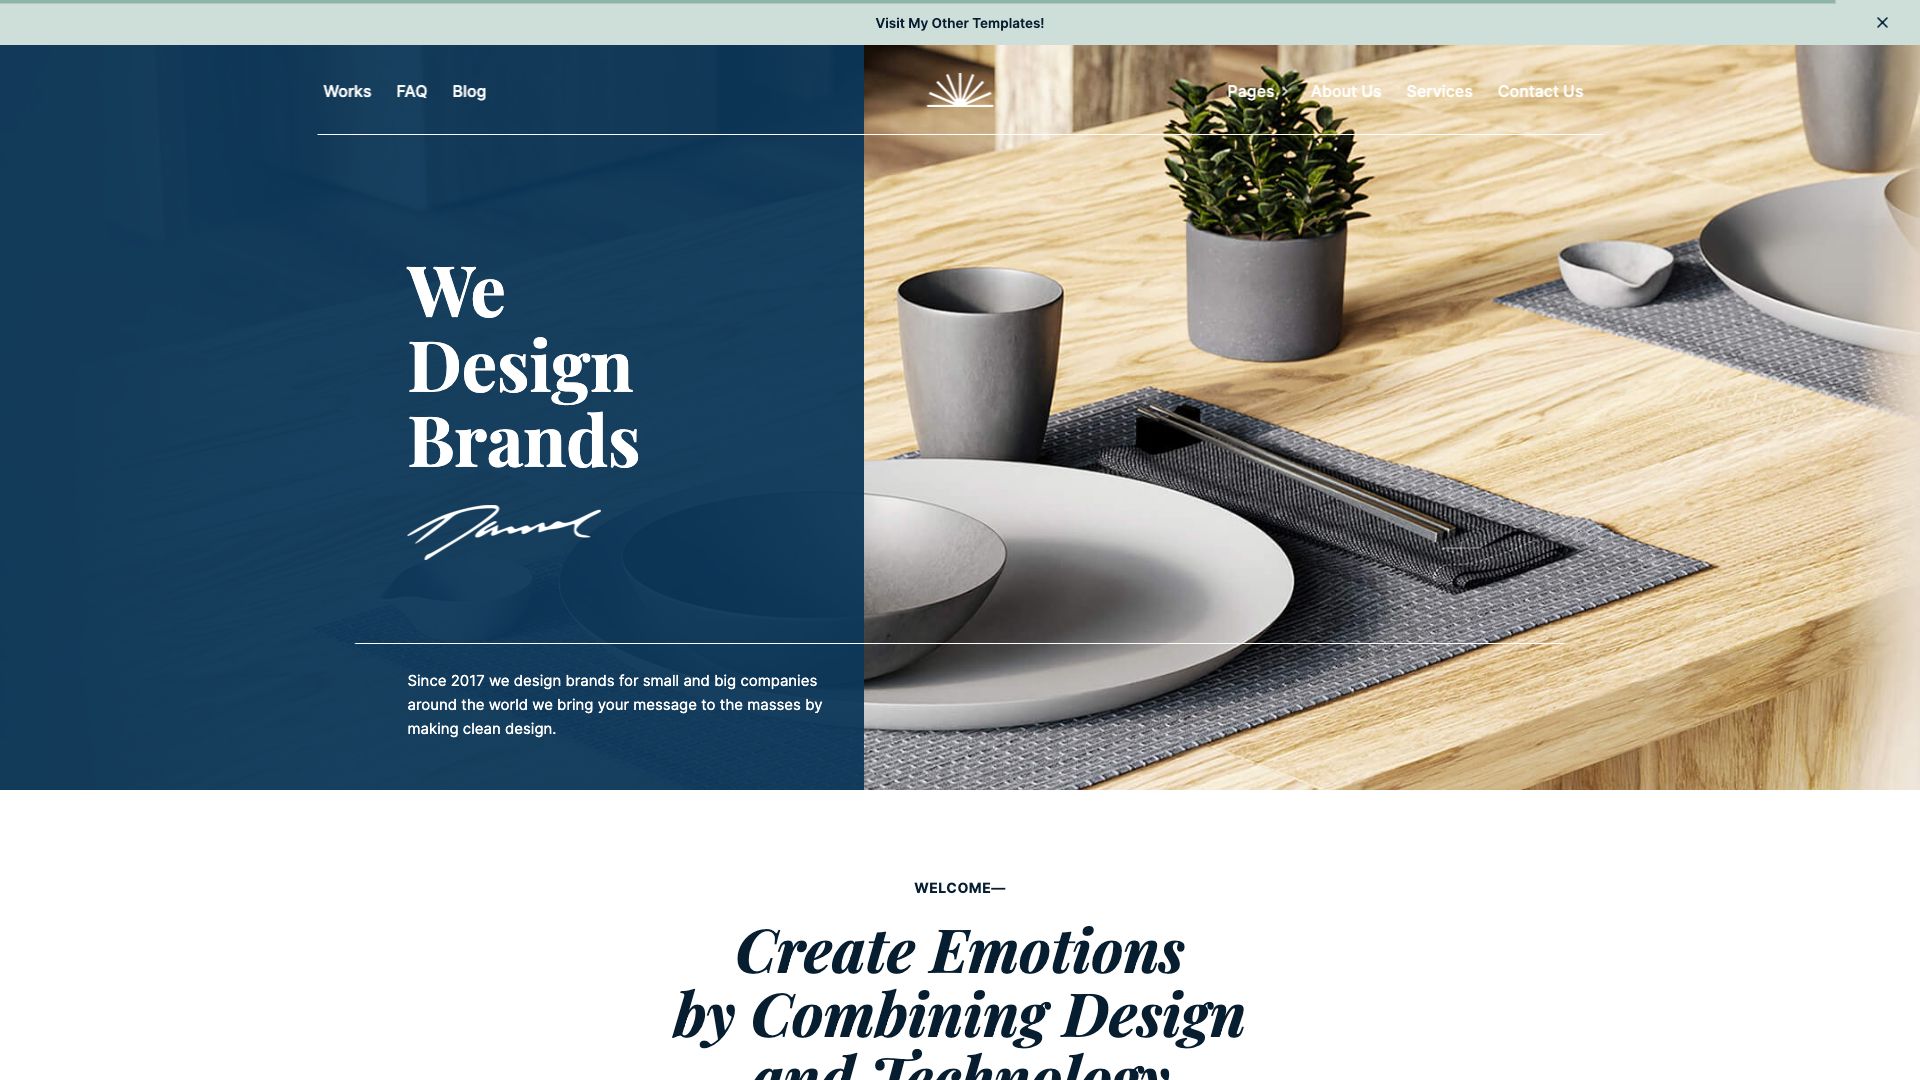 Visit My Other Templates!
Works FAQ Blog
Pages About Us Services Contact Us
We
Design
Brands
Since 2017 we design brands for small and big companies
around the world we bring your message to the masses by
making clean design.
WELCOME—
Create Emotions
by Combining Design
and Technology